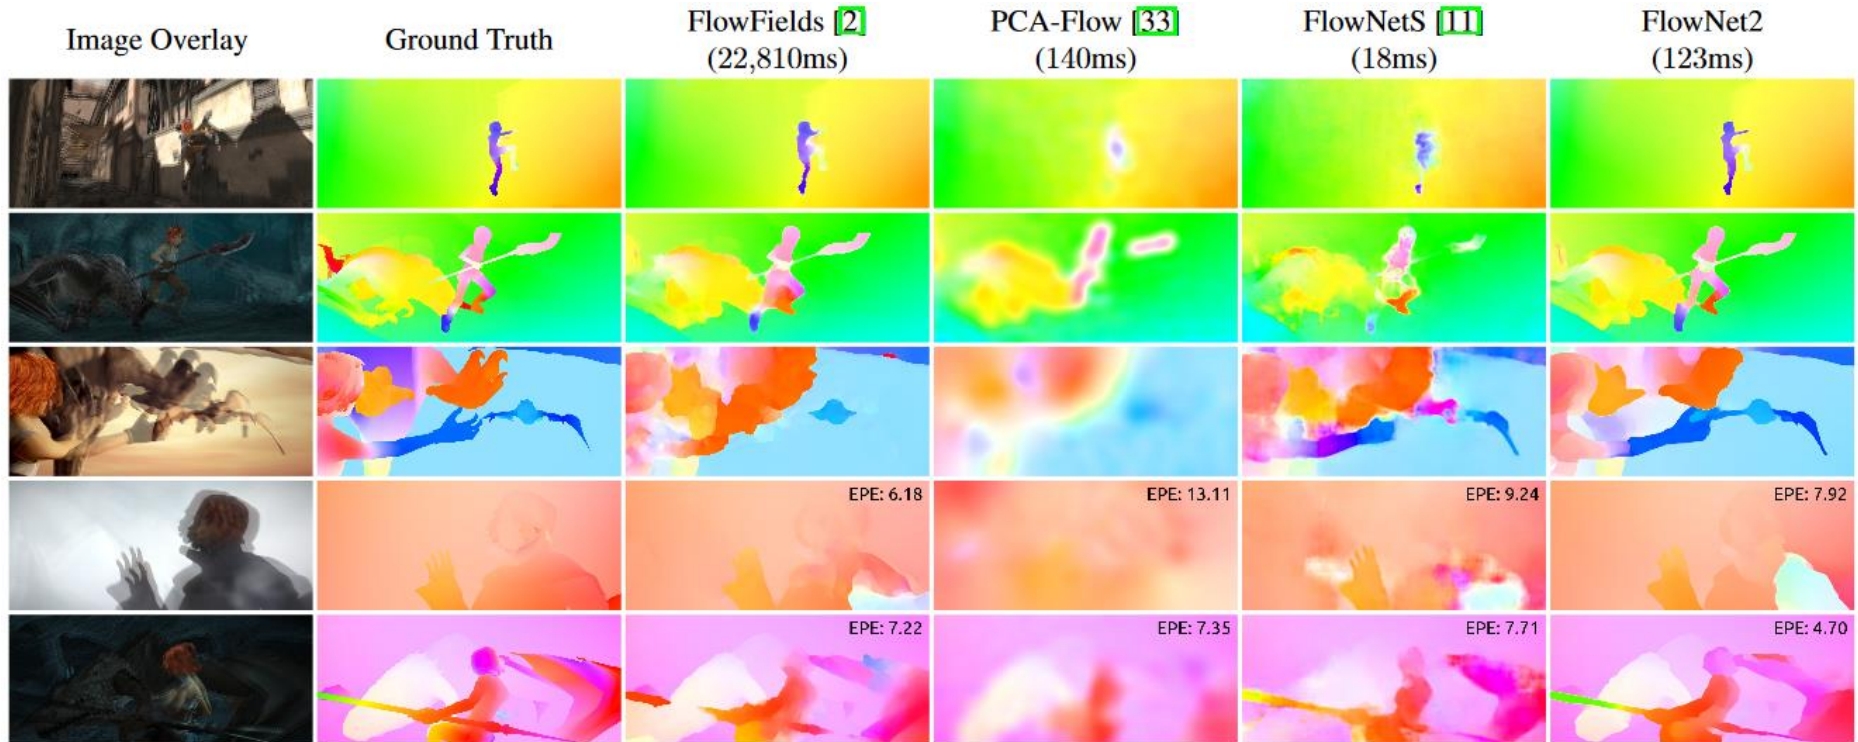 Image Overlay
Ground Truth
FlowFields [2]
(22,810ms)
PCA-Flow [33]
(140ms)
FlowNetS [11]
(18ms)
FlowNet2
(123ms)
EPE: 6.18
EPE: 13.11
EPE: 9.24
EPE: 7.92
EPE: 7.22
EPE: 7.35
EPE: 7.71
EPE: 4.70